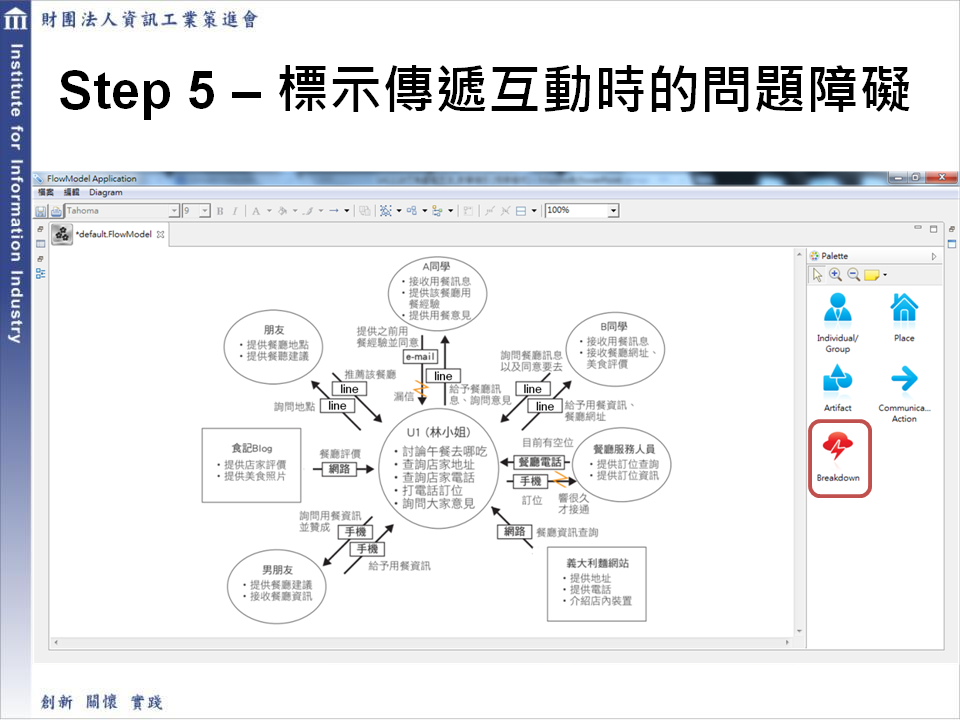 財團法人資訊工業策進會
Institute for Information Industry
Step 5 – 標示傳遞互動時的問題障礙
FlowModel Application
檔案 編輯 Diagram
Tahoma
9
B I A
100%
*default.FlowModel
Palette
Individual/
Group
Place
Artifact
Communica...
Action
Breakdown
A同學
・接收用餐訊息
・提供該餐廳用
餐經驗
・提供用餐意見
朋友
・提供餐廳地點
・提供餐聽建議
B同學
・接收用餐訊息
・接收餐廳網址、
美食評價
提供之前用
餐經驗並同意
e-mail
line
漏信
給予餐廳訊
息、詢問意見
推薦該餐廳
line
line
詢問地點
詢問餐廳訊息
以及同意要去
line
line
給予用餐資訊、
餐廳網址
U1 (林小姐)
・討論午餐去哪吃
・查詢店家地址
・查詢店家電話
・打電話訂位
・詢問大家意見
食記Blog
・提供店家評價
・提供美食照片
餐廳評價
網路
目前有空位
餐廳電話
手機
訂位
響很久
才接通
餐廳服務人員
・提供訂位查詢
・提供訂位資訊
詢問用餐資訊
並贊成
手機
手機
給予用餐資訊
男朋友
・提供餐廳建議
・接收餐廳資訊
網路
餐廳資訊查詢
義大利麵網站
・提供地址
・提供電話
・介紹店內裝置
創新 關懷 實踐